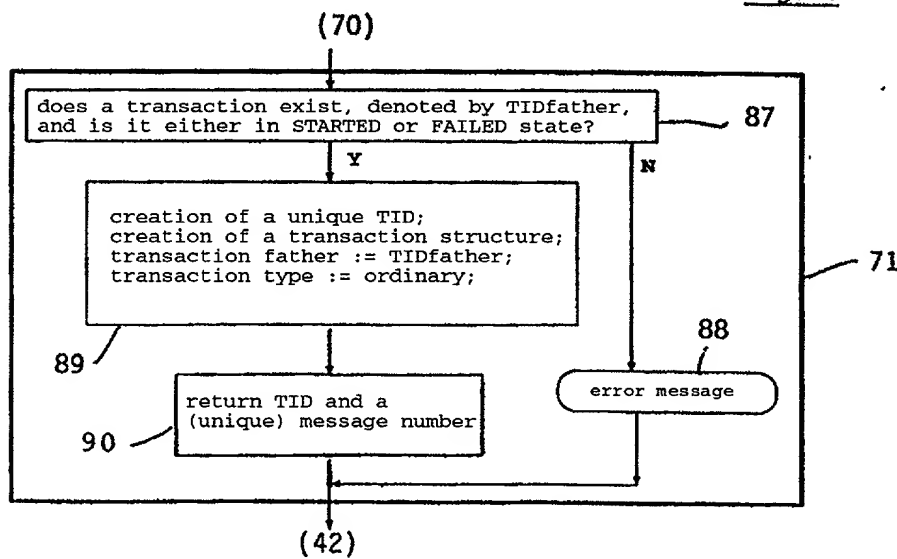 (70)
does a transaction exist, denoted by TIDfather,
and is it either in STARTED or FAILED state?
87
Y
N
creation of a unique TID;
creation of a transaction structure;
transaction father := TIDfather;
transaction type := ordinary;
71
89
88
error message
return TID and a
(unique) message number
90
(42)